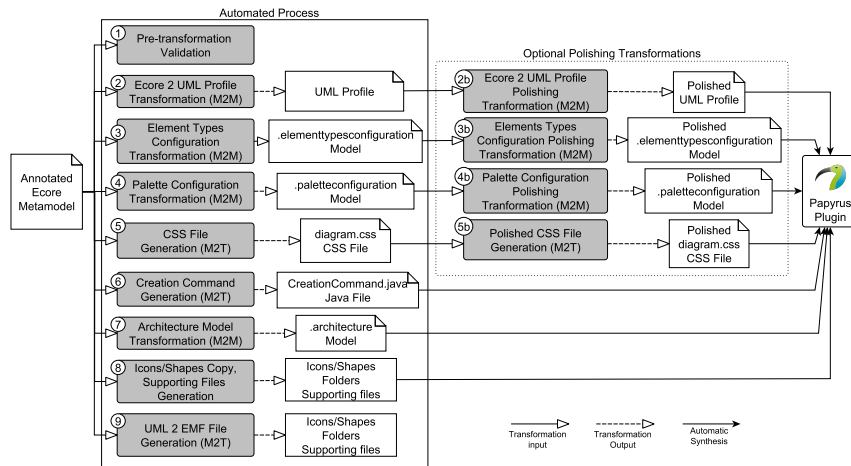 Automated Process
Optional Polishing Transformations
Annotated
Ecore
Metamodel
1
Pre-transformation
Validation
2
Ecore 2 UML Profile
Transformation (M2M)
UML Profile
2b
Ecore 2 UML Profile
Polishing
Tranformation (M2M)
Polished
UML Profile
3
Element Types
Configuration
Transformation (M2M)
.elementtypesconfiguration
Model
3b
Elements Types
Configuration Polishing
Transformation (M2M)
Polished
.elementtypesconfiguration
Model
4
Palette Configuration
Transformation (M2M)
.paletteconfiguration
Model
4b
Palette Configuration
Polishing
Transformation (M2M)
Polished
.paletteconfiguration
Model
Papyrus
Plugin
5
CSS File
Generation (M2T)
diagram.css
CSS File
5b
Polished CSS File
Generation (M2T)
Polished
diagram.css
CSS File
6
Creation Command
Generation (M2T)
CreationCommand.java
Java File
7
Architecture Model
Transformation (M2M)
.architecture
Model
8
Icons/Shapes Copy,
Supporting Files
Generation
Icons/Shapes
Folders
Supporting files
9
UML 2 EMF File
Generation (M2T)
Icons/Shapes
Folders
Supporting files
Transformation
input
Transformation
Output
Automatic
Synthesis